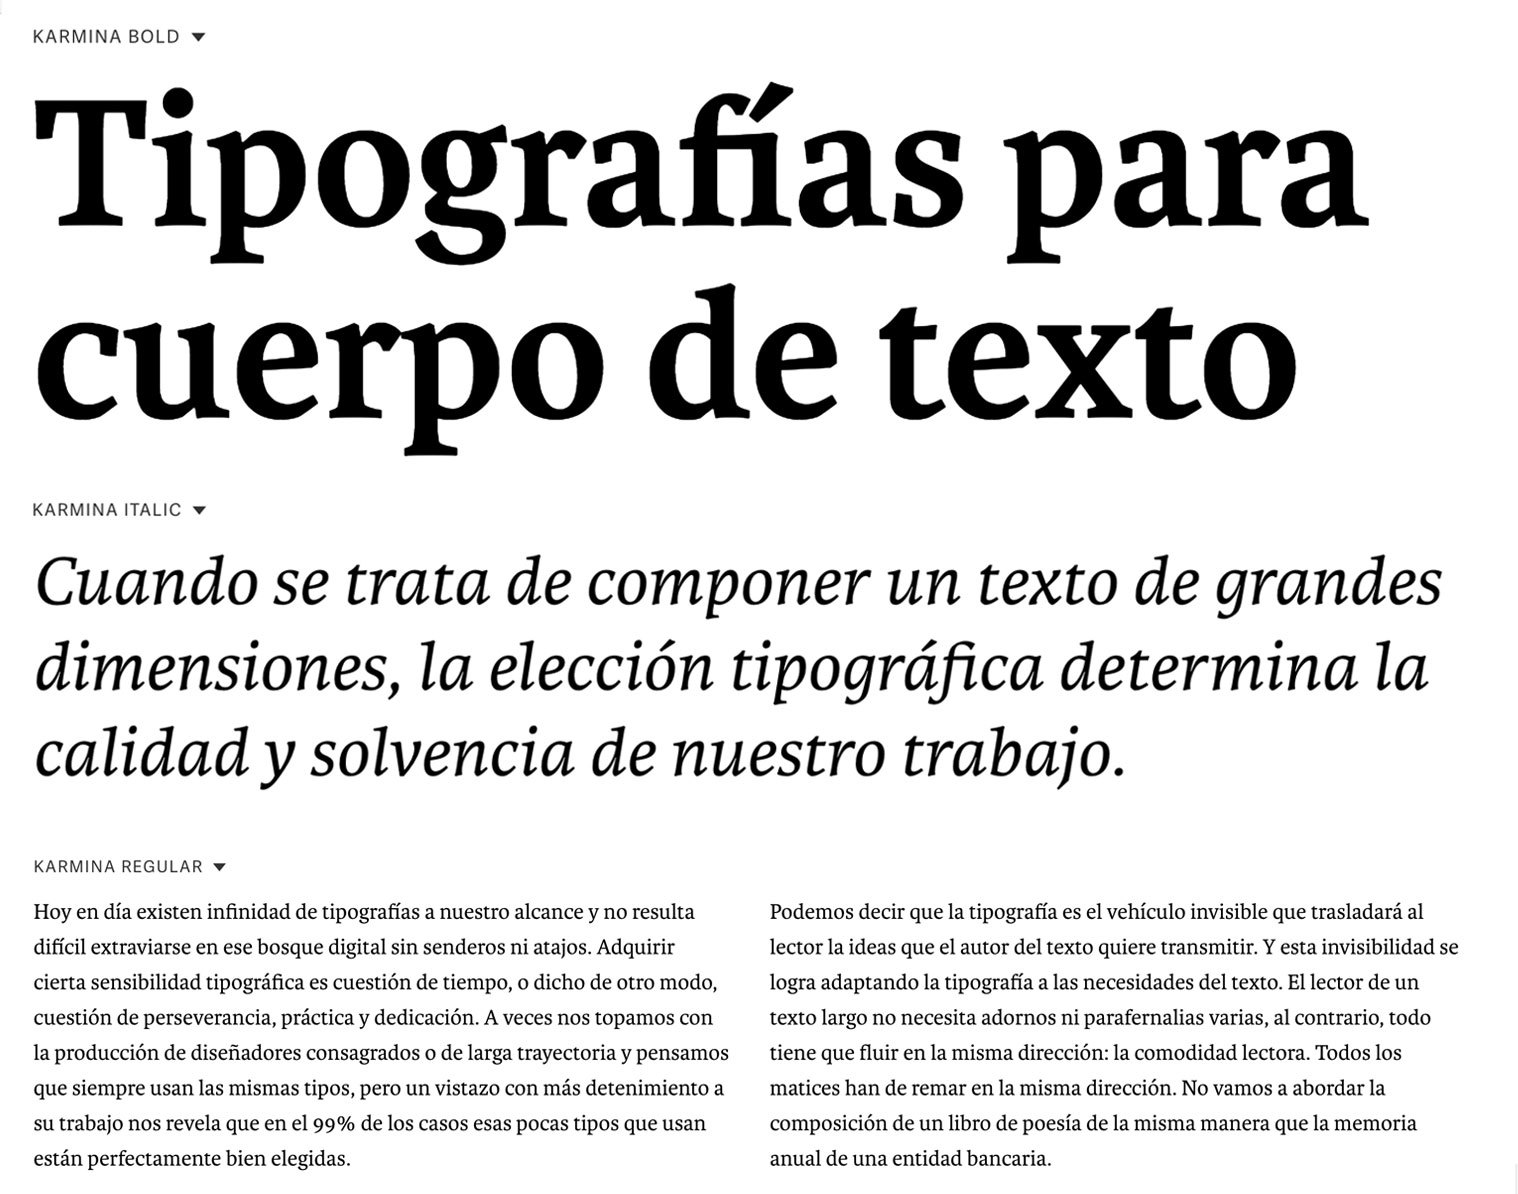 KARMINA BOLD
Tipografías para
cuerpo de texto
KARMINA ITALIC
Cuando se trata de componer un texto de grandes
dimensiones, la elección tipográfica determina la
calidad y solvencia de nuestro trabajo.
KARMINA REGULAR
Hoy en día existen infinidad de tipografías a nuestro alcance y no resulta
difícil extraviarse en ese bosque digital sin senderos ni atajos. Adquirir
cierta sensibilidad tipográfica es cuestión de tiempo, o dicho de otro modo,
cuestión de perseverancia, práctica y dedicación. A veces nos topamos con
la producción de diseñadores consagrados o de larga trayectoria y pensamos
que siempre usan las mismas tipos, pero un vistazo con más detenimiento a
su trabajo nos revela que en el 99% de los casos esas pocas tipos que usan
están perfectamente bien elegidas.
Podemos decir que la tipografía es el vehículo invisible que trasladará al
lector la ideas que el autor del texto quiere transmitir. Y esta invisibilidad se
logra adaptando la tipografía a las necesidades del texto. El lector de un
texto largo no necesita adornos ni parafernalias varias, al contrario, todo
tiene que fluir en la misma dirección: la comodidad lectora. Todos los
matices han de remar en la misma dirección. No vamos a abordar la
composición de un libro de poesía de la misma manera que la memoria
anual de una entidad bancaria.